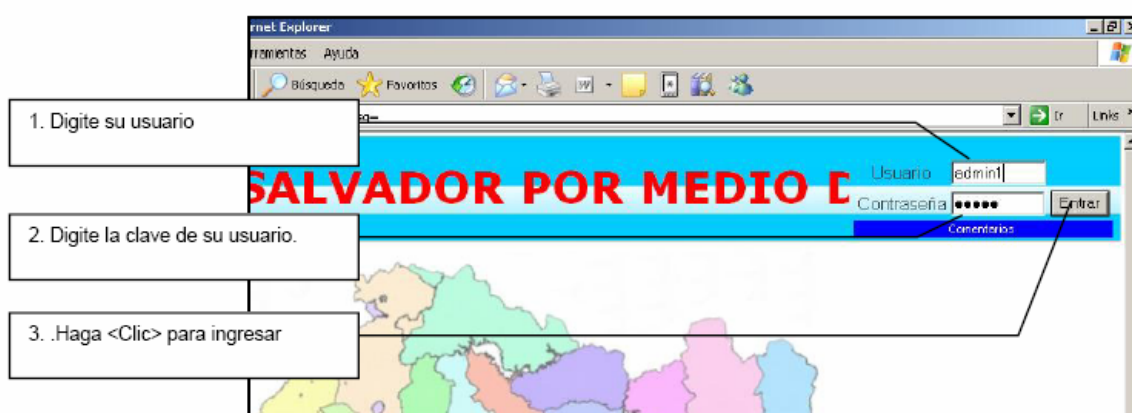 rnet Explorer
rramientas Ayuda
Búsqueda Favoritos
Ir Links
1. Digite su usuario
SALVADOR POR MEDIO D
Usuario admin1
Contraseña ●●●●● Entrar
Comentarios
2. Digite la clave de su usuario.
3. .Haga <Clic> para ingresar